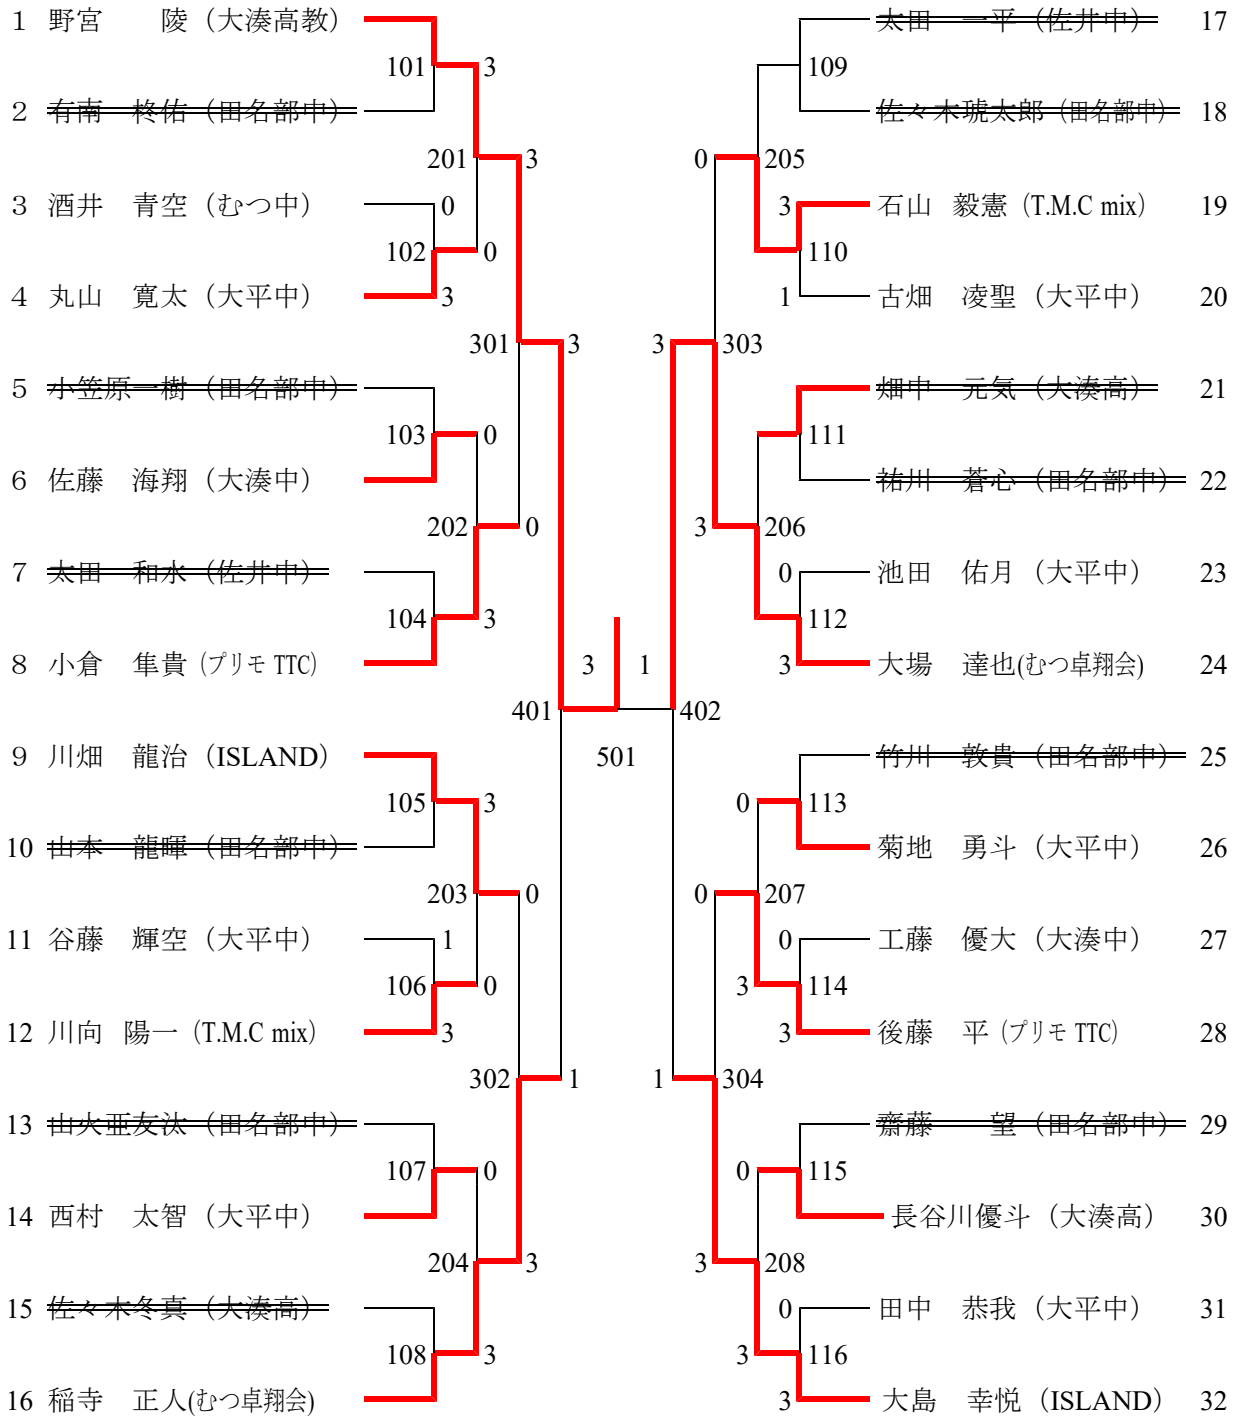 1 野宮　　陵（大湊高教）
101 3
2 有南　柊佑（田名部中）
201 3
3 酒井　青空（むつ中） 0
102 0
4 丸山　寛太（大平中） 3
301 3
5 小笠原一樹（田名部中）
103 0
6 佐藤　海翔（大湊中）
202 0
7 太田　和水（佐井中）
104 3
8 小倉　隼貴（プリモ TTC）
401
9 川畑　龍治（ISLAND）
105 3
10 山本　龍暉（田名部中）
203 0
11 谷藤　輝空（大平中） 1
106 0
12 川向　陽一（T.M.C mix） 3
302 1
13 山大亜友汰（田名部中）
107 0
14 西村　太智（大平中）
204 3
15 佐々木冬真（大湊高）
108 3
16 稲寺　正人(むつ卓翔会)
3 1
501
太田　一平（佐井中） 17
109
佐々木琥太郎（田名部中） 18
0 205
3 石山　毅憲（T.M.C mix） 19
110
1 古畑　凌聖（大平中） 20
3 303
畑中　元気（大湊高） 21
111
祐川　蒼心（田名部中） 22
3 206
0 池田　佑月（大平中） 23
112
3 大場　達也(むつ卓翔会) 24
402
竹川　敦貴（田名部中） 25
0 113
菊地　勇斗（大平中） 26
0 207
0 工藤　優大（大湊中） 27
3 114
3 後藤　平（プリモ TTC） 28
1 304
齋藤　　望（田名部中） 29
0 115
長谷川優斗（大湊高） 30
3 208
0 田中　恭我（大平中） 31
3 116
3 大島　幸悦（ISLAND） 32